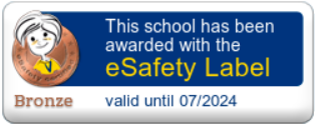 This school has been
awarded with the
eSafety Label
Bronze
valid until 07/2024